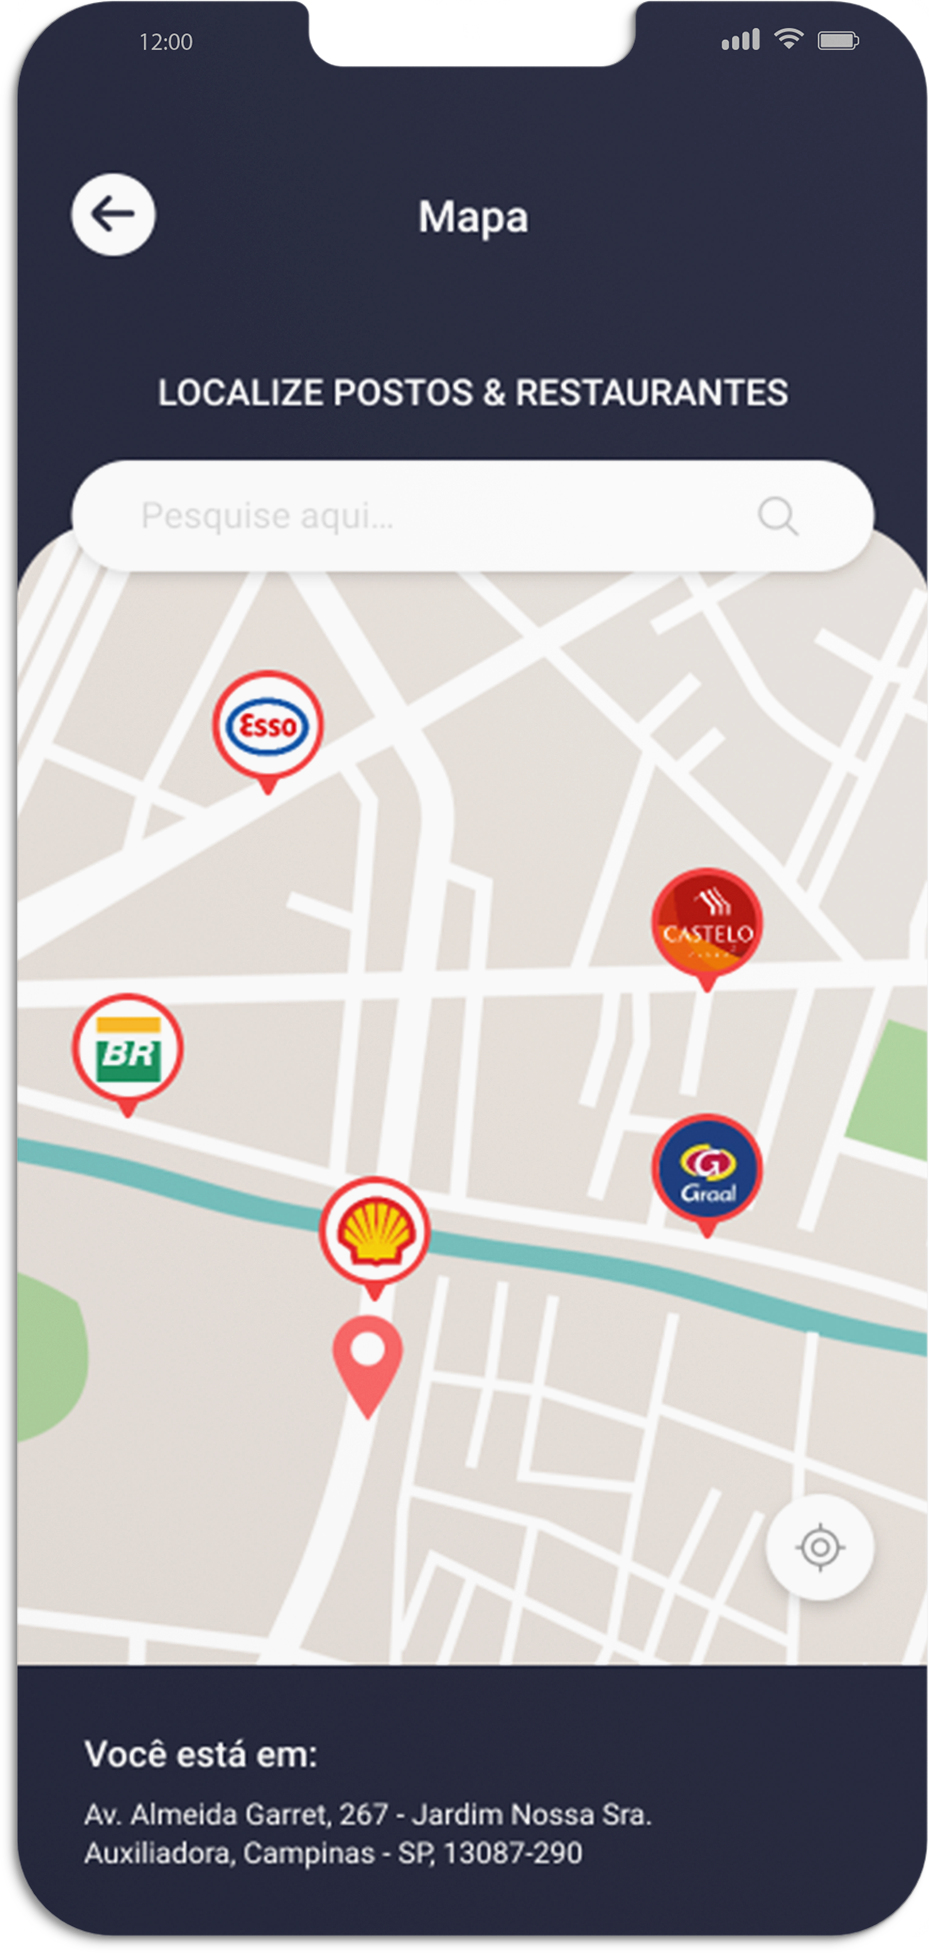 12:00
Mapa
LOCALIZE POSTOS & RESTAURANTES
Pesquise aqui...
Esso
CASTELO
BR
Graal
Você está em:
Av. Almeida Garret, 267 - Jardim Nossa Sra.
Auxiliadora, Campinas - SP, 13087-290